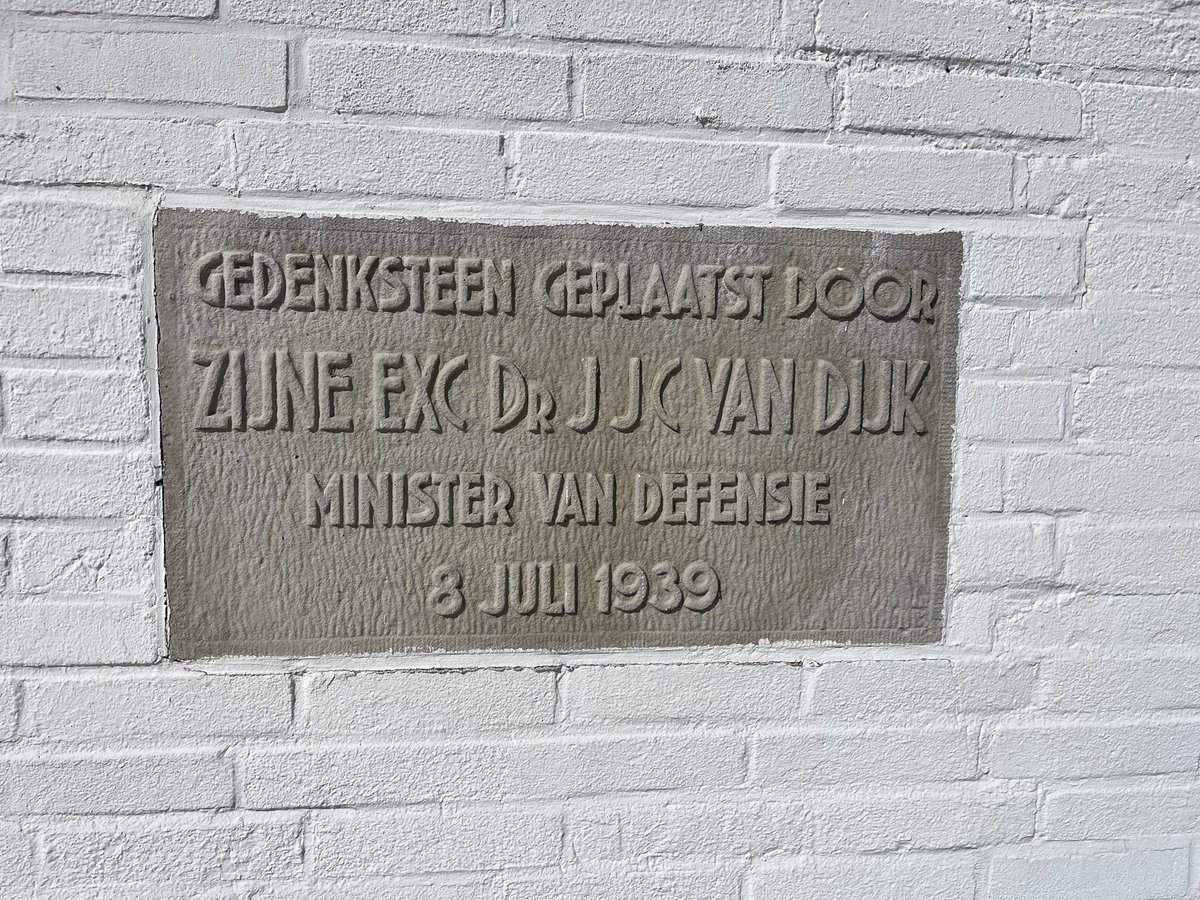 GEDENKSTEEN GEPLAATST DOOR
ZIJNE EXC DR J J C VAN DIJK
MINISTER VAN DEFENSIE
8 JULI 1939